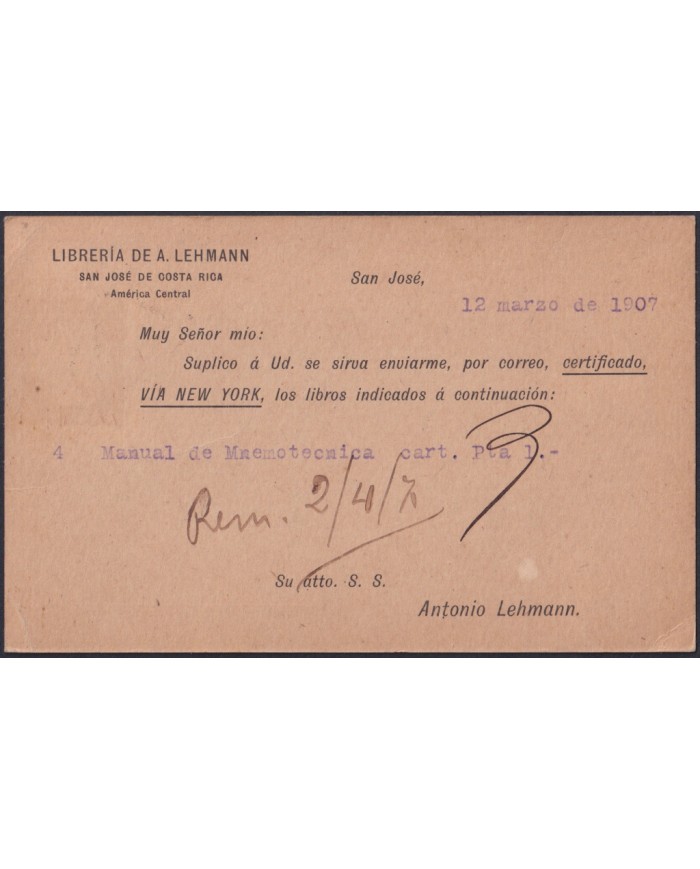 LIBRERÍA DE A. LEHMANN
SAN JOSÉ DE COSTA RICA
América Central
San José,
12 marzo de 1907
Muy Señor mio:
Suplico á Ud. se sirva enviarme, por correo, certificado,
VÍA NEW YORK, los libros indicados á continuación:
4 Manual de Mnemotecnica cart. Pta 1.-
Rem. 2/4/7
Su atto. S. S.
Antonio Lehmann.